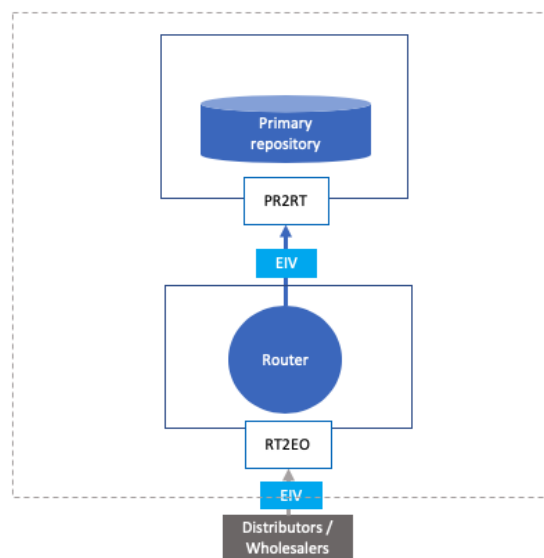 Primary
repository
PR2RT
EIV
Router
RT2EO
EIV
Distributors /
Wholesalers